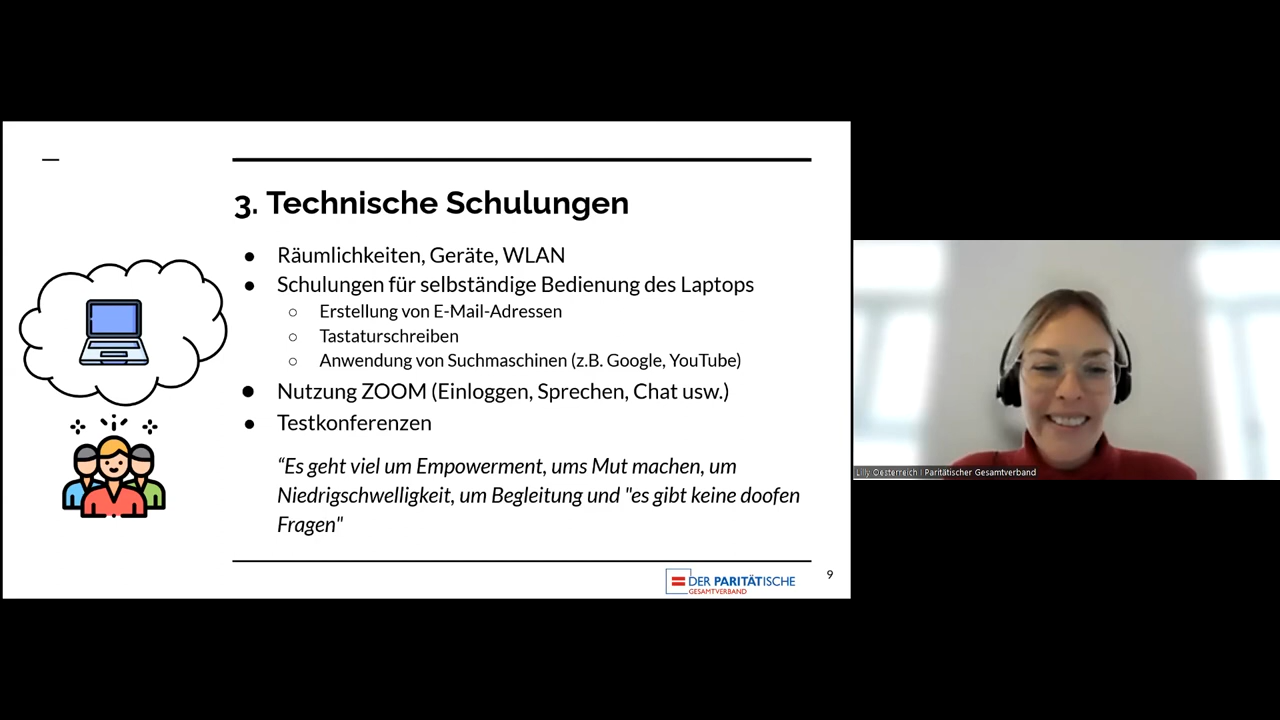 3. Technische Schulungen
● Räumlichkeiten, Geräte, WLAN
● Schulungen für selbständige Bedienung des Laptops
○ Erstellung von E-Mail-Adressen
○ Tastaturschreiben
○ Anwendung von Suchmaschinen (z.B. Google, YouTube)
● Nutzung ZOOM (Einloggen, Sprechen, Chat usw.)
● Testkonferenzen
“Es geht viel um Empowerment, ums Mut machen, um
Niedrigschwelligkeit, um Begleitung und "es gibt keine doofen
Fragen"
DER PARITÄTISCHE
GESAMTVERBAND
9
Lilly Oesterreich | Paritätischer Gesamtverband